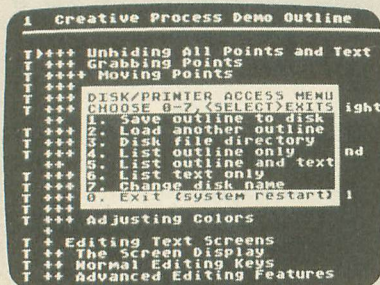 1 Creative Process Demo Outline
T▶+++ Unhiding All Points and Text
T +++ Grabbing Points
T ++++ Moving Points
T +++
++
T +++ DISK/PRINTER ACCESS MENU
T +++ CHOOSE 0-7,<SELECT>EXITS ight
++ 1. Save outline to disk
T +++ 2. Load another outline
T +++ 3. Disk file directory
T +++ 4. List outline only nd
++ 5. List outline and text
T +++ 6. List text only
T +++ 7. Change disk name
T +++ 0. Exit (system restart) l
+++
T +++ Adjusting Colors
+
T + Editing Text Screens
T ++ The Screen Display
T ++ Normal Editing Keys
T ++ Advanced Editing Features